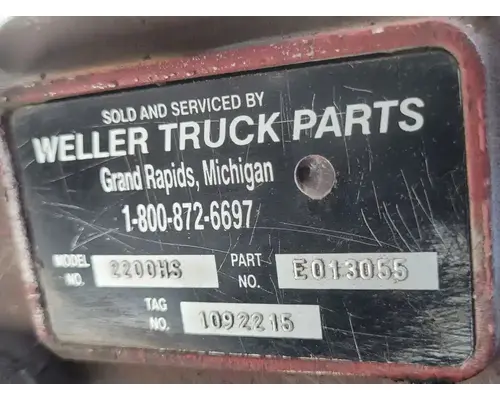 SOLD AND SERVICED BY
WELLER TRUCK PARTS
Grand Rapids, Michigan
1-800-872-6697
MODEL NO. 2200HS PART NO. E013055
TAG NO. 1092215